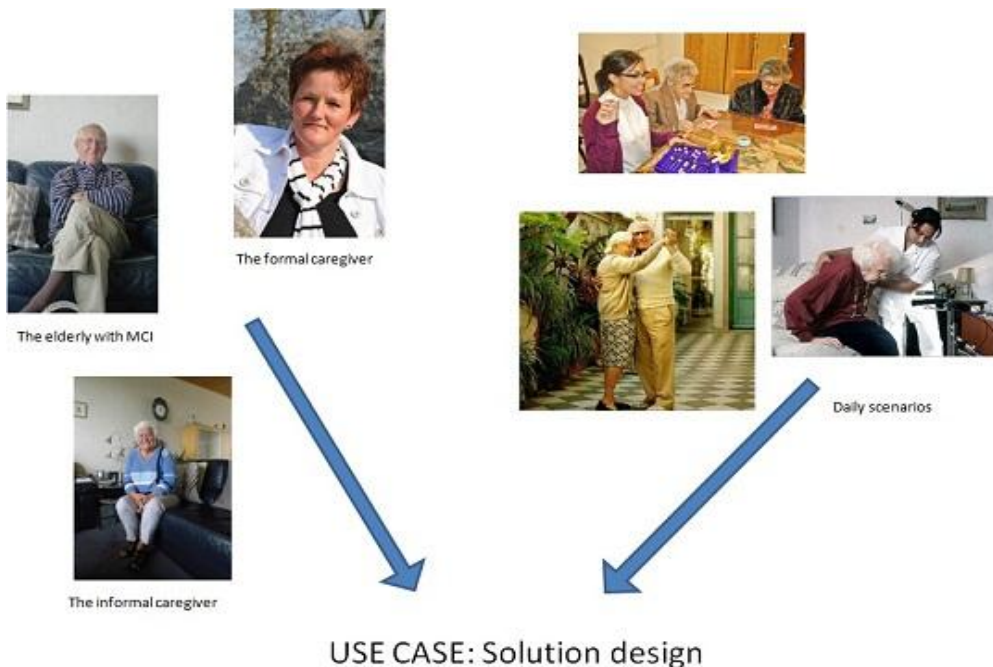 The formal caregiver
The elderly with MCI
Daily scenarios
The informal caregiver
USE CASE: Solution design